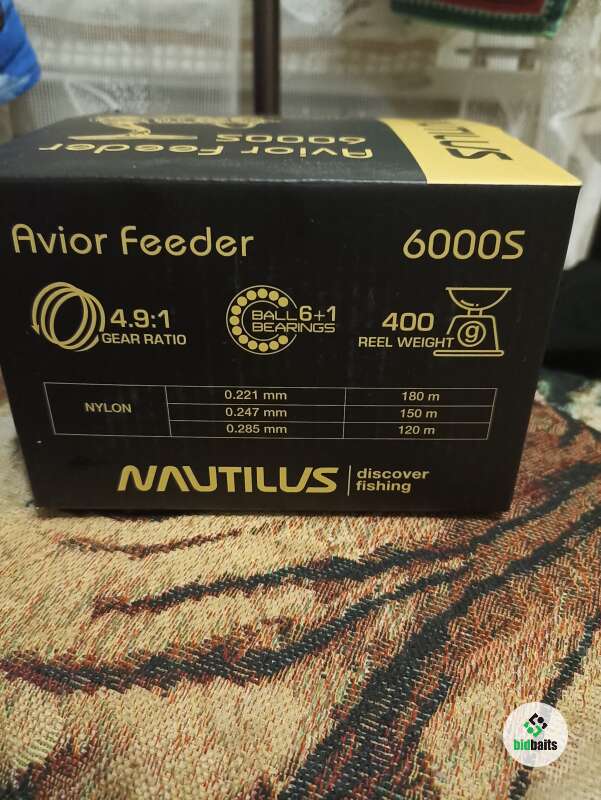 Avior Feeder
6000S
NAUTILUS
Avior Feeder
6000S
4.9:1
GEAR RATIO
BALL 6+1
BEARINGS
400
REEL WEIGHT
g
NYLON
0.221 mm
180 m
0.247 mm
150 m
0.285 mm
120 m
NAUTILUS
discover
fishing
bidbaits